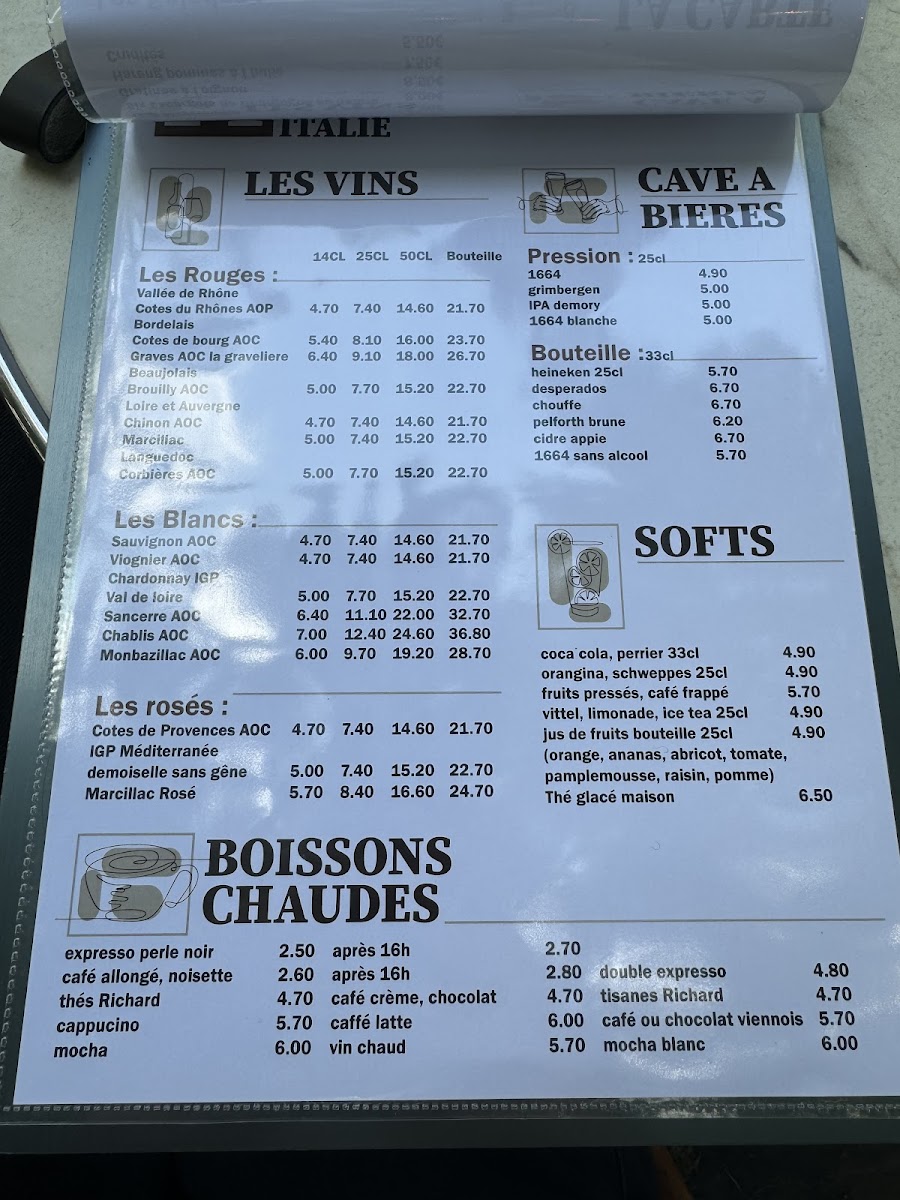 LA CARTE
5.50€
Crudités
7.50€
Hareng pommes à l'huile
8.50€
Gratinée à l'oignon
ITALIE
LES VINS
14CL 25CL 50CL Bouteille
Les Rouges :
Vallée de Rhône
Cotes du Rhônes AOP 4.70 7.40 14.60 21.70
Bordelais
Cotes de bourg AOC 5.40 8.10 16.00 23.70
Graves AOC la graveliere 6.40 9.10 18.00 26.70
Beaujolais
Brouilly AOC 5.00 7.70 15.20 22.70
Loire et Auvergne
Chinon AOC 4.70 7.40 14.60 21.70
Marcillac 5.00 7.40 15.20 22.70
Languedoc
Corbières AOC 5.00 7.70 15.20 22.70
Les Blancs :
Sauvignon AOC 4.70 7.40 14.60 21.70
Viognier AOC 4.70 7.40 14.60 21.70
Chardonnay IGP
Val de loire 5.00 7.70 15.20 22.70
Sancerre AOC 6.40 11.10 22.00 32.70
Chablis AOC 7.00 12.40 24.60 36.80
Monbazillac AOC 6.00 9.70 19.20 28.70
Les rosés :
Cotes de Provences AOC 4.70 7.40 14.60 21.70
IGP Méditerranée
demoiselle sans gêne 5.00 7.40 15.20 22.70
Marcillac Rosé 5.70 8.40 16.60 24.70
CAVE A
BIERES
Pression : 25cl
1664 4.90
grimbergen 5.00
IPA demory 5.00
1664 blanche 5.00
Bouteille :33cl
heineken 25cl 5.70
desperados 6.70
chouffe 6.70
pelforth brune 6.20
cidre appie 6.70
1664 sans alcool 5.70
SOFTS
coca cola, perrier 33cl 4.90
orangina, schweppes 25cl 4.90
fruits pressés, café frappé 5.70
vittel, limonade, ice tea 25cl 4.90
jus de fruits bouteille 25cl 4.90
(orange, ananas, abricot, tomate,
pamplemousse, raisin, pomme)
Thé glacé maison 6.50
BOISSONS
CHAUDES
expresso perle noir 2.50 après 16h 2.70
café allongé, noisette 2.60 après 16h 2.80 double expresso 4.80
thés Richard 4.70 café crème, chocolat 4.70 tisanes Richard 4.70
cappucino 5.70 caffé latte 6.00 café ou chocolat viennois 5.70
mocha 6.00 vin chaud 5.70 mocha blanc 6.00